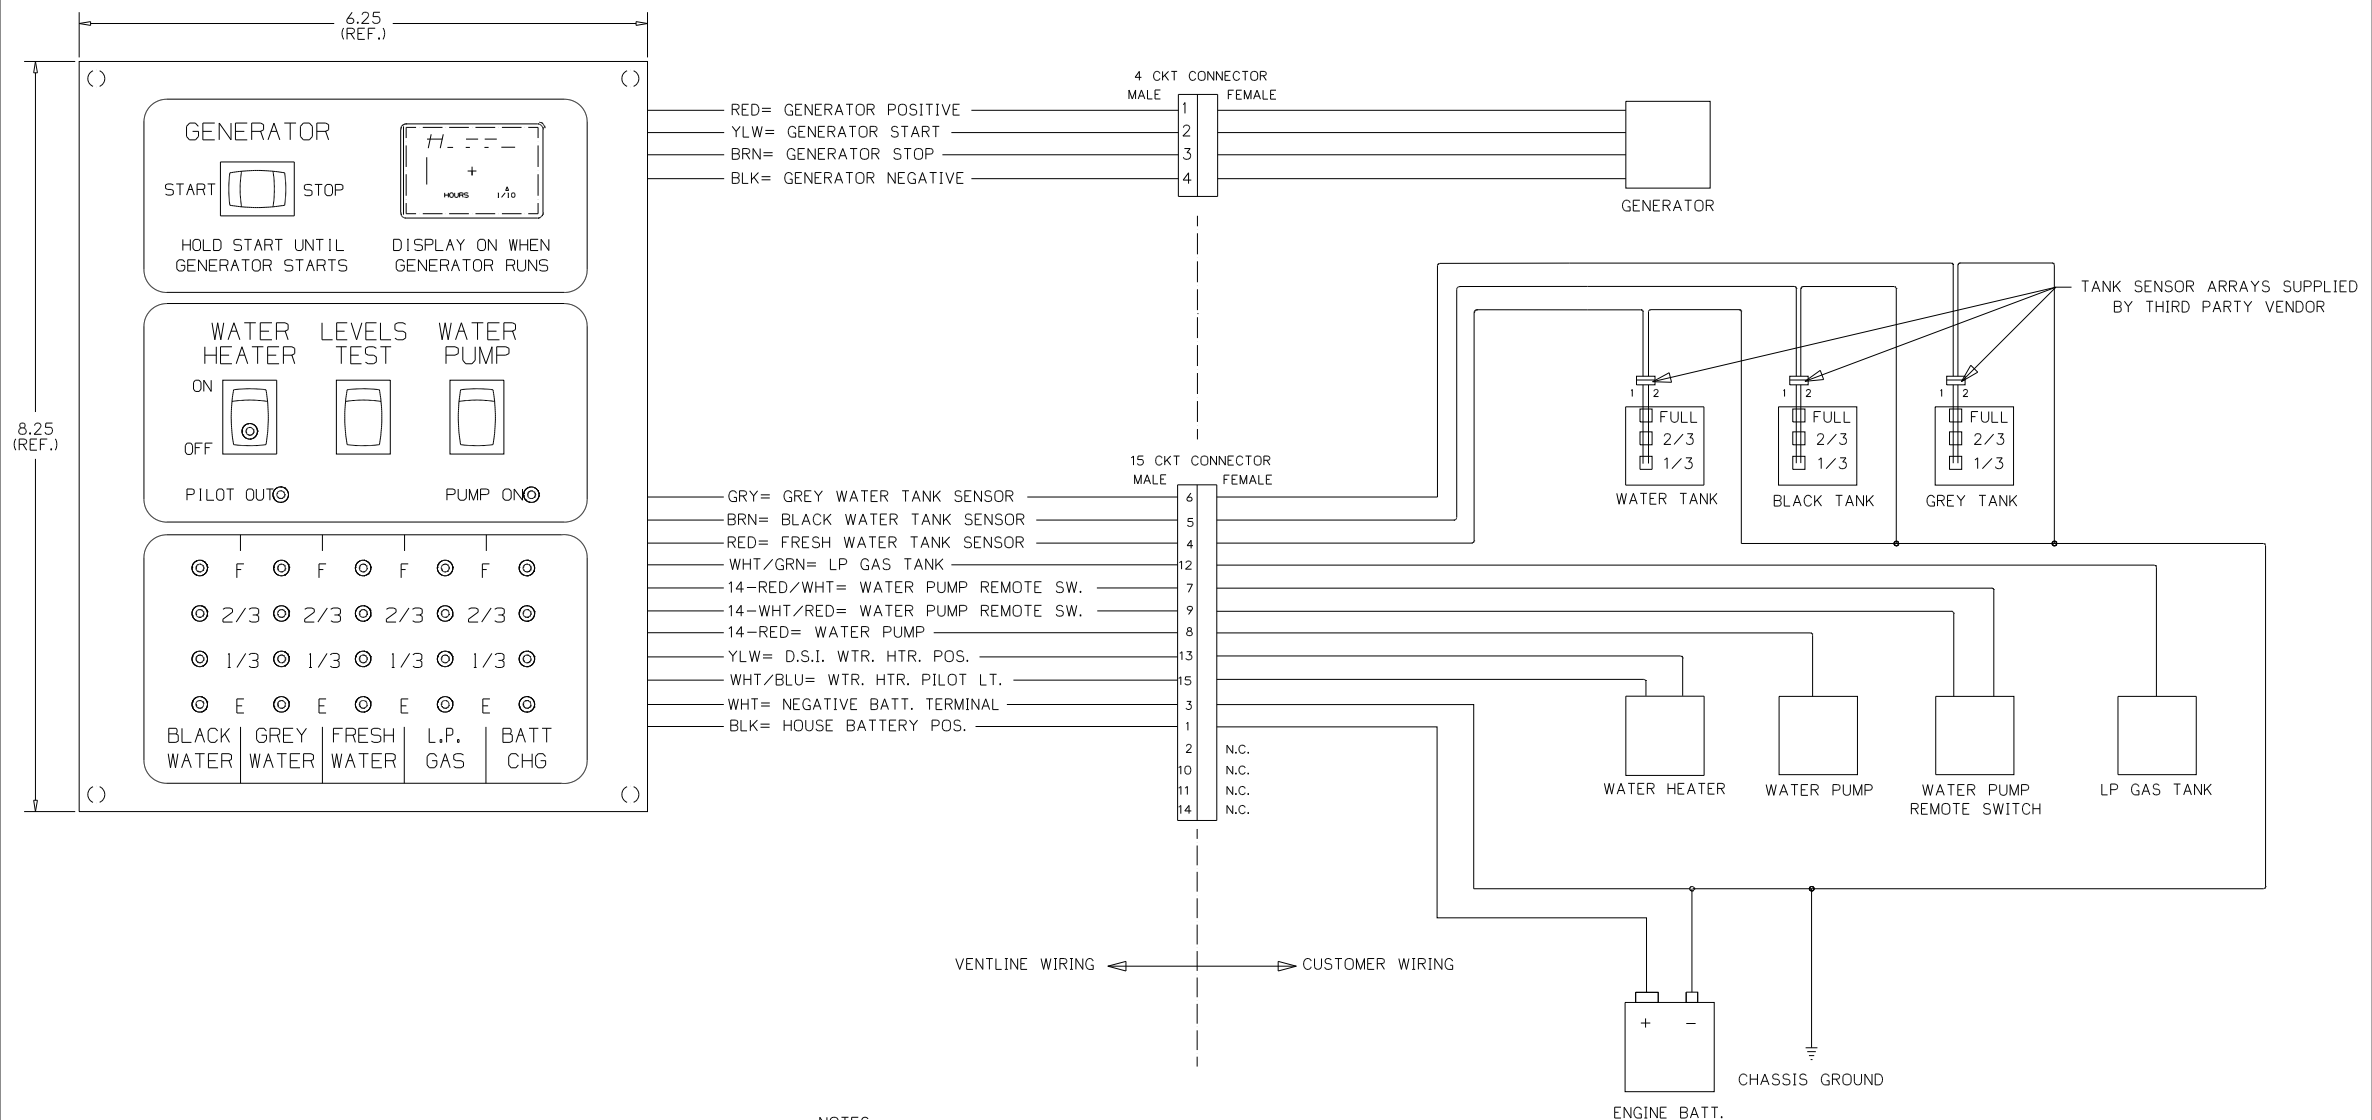 6.25
(REF.)
8.25
(REF.)
GENERATOR
START
STOP
HOURS
1/10
HOLD START UNTIL
GENERATOR STARTS
DISPLAY ON WHEN
GENERATOR RUNS
WATER
HEATER
LEVELS
TEST
WATER
PUMP
ON
OFF
PILOT OUT
PUMP ON
F F F F
2/3 2/3 2/3 2/3
1/3 1/3 1/3 1/3
E E E E
BLACK
WATER
GREY
WATER
FRESH
WATER
L.P.
GAS
BATT
CHG
RED= GENERATOR POSITIVE
YLW= GENERATOR START
BRN= GENERATOR STOP
BLK= GENERATOR NEGATIVE
4 CKT CONNECTOR
MALE
FEMALE
1
2
3
4
GENERATOR
TANK SENSOR ARRAYS SUPPLIED
BY THIRD PARTY VENDOR
1 2
FULL
2/3
1/3
WATER TANK
1 2
FULL
2/3
1/3
BLACK TANK
1 2
FULL
2/3
1/3
GREY TANK
15 CKT CONNECTOR
MALE
FEMALE
GRY= GREY WATER TANK SENSOR
6
BRN= BLACK WATER TANK SENSOR
5
RED= FRESH WATER TANK SENSOR
4
WHT/GRN= LP GAS TANK
12
14-RED/WHT= WATER PUMP REMOTE SW.
7
14-WHT/RED= WATER PUMP REMOTE SW.
9
14-RED= WATER PUMP
8
YLW= D.S.I. WTR. HTR. POS.
13
WHT/BLU= WTR. HTR. PILOT LT.
15
WHT= NEGATIVE BATT. TERMINAL
3
BLK= HOUSE BATTERY POS.
1
2 N.C.
10 N.C.
11 N.C.
14 N.C.
WATER HEATER
WATER PUMP
WATER PUMP
REMOTE SWITCH
LP GAS TANK
VENTLINE WIRING
CUSTOMER WIRING
+ −
ENGINE BATT.
CHASSIS GROUND
NOTES